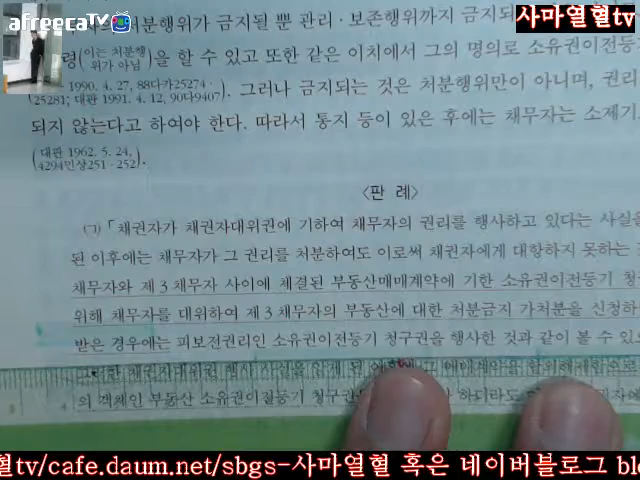 afreecaTV
사마열혈tv
의 처분행위가 금지될 뿐 관리·보존행위까지 금지되
령(이는 처분행위가 아님)을 할 수 있고 또한 같은 이치에서 그의 명의로 소유권이전등
1990. 4. 27, 88다카25274·
25281; 대판 1991. 4. 12, 90다9407). 그러나 금지되는 것은 처분행위만이 아니며, 권리
되지 않는다고 하여야 한다. 따라서 통지 등이 있은 후에는 채무자는 소제기
(대판 1962. 5. 24,
4294민상251·252).
<판 례>
(ㄱ) 「채권자가 채권자대위권에 기하여 채무자의 권리를 행사하고 있다는 사실을
된 이후에는 채무자가 그 권리를 처분하여도 이로써 채권자에게 대항하지 못하는
채무자와 제3채무자 사이에 체결된 부동산매매계약에 기한 소유권이전등기 청
위해 채무자를 대위하여 제3채무자의 부동산에 대한 처분금지 가처분을 신청하
받은 경우에는 피보전권리인 소유권이전등기 청구권을 행사한 것과 같이 볼 수 있
의 객체인 부동산 소유권이전등기 청구권 하더라도
혈tv/cafe.daum.net/sbgs-사마열혈 혹은 네이버블로그 blo